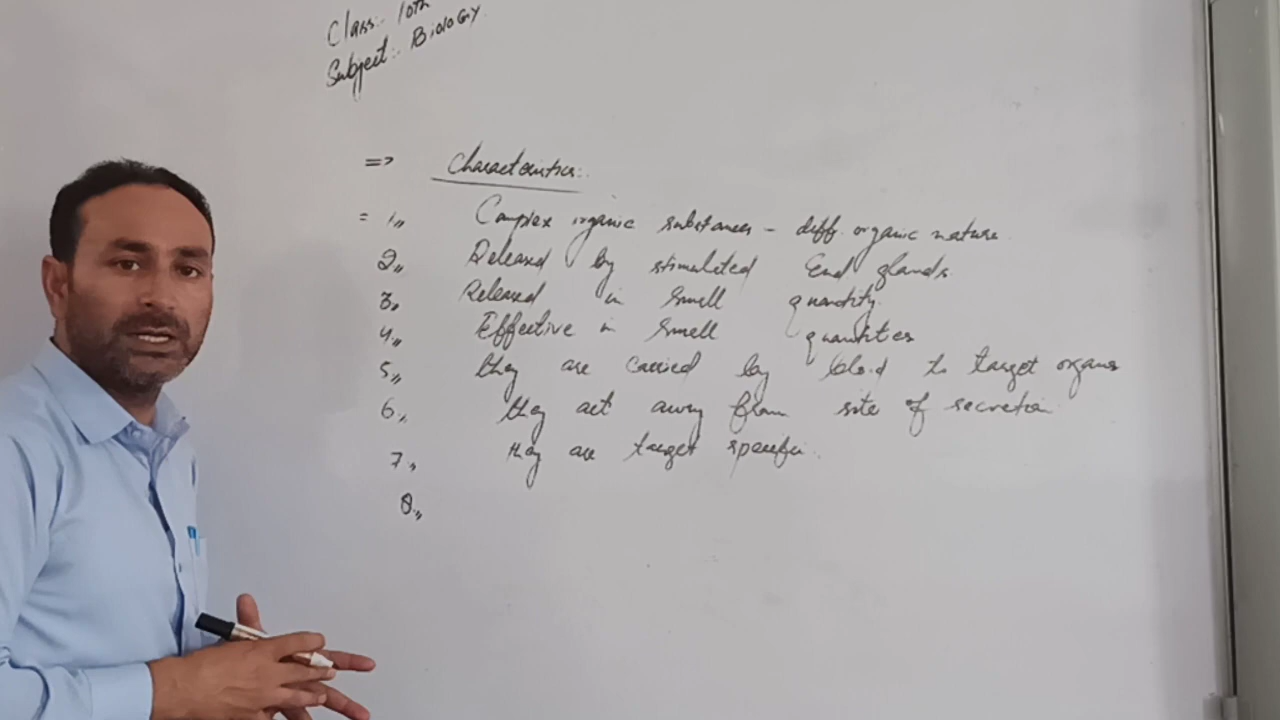 Class:- 10th
Subject:- Biology
=> Characteristics:-
= 1,, Complex organic substances - diff. organic nature.
2,, Released by stimulated End glands
3,, Released in small quantity.
4,, Effective in small quantities
5,, they are carried by blood to target organs
6,, they act away from site of secretion
7,, they are target specific.
8,,